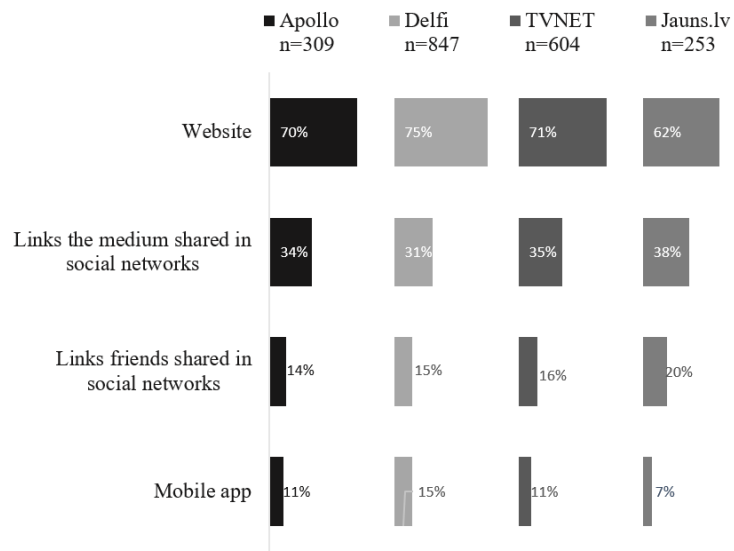 Apollo Delfi TVNET Jauns.lv
n=309 n=847 n=604 n=253
Website 70% 75% 71% 62%
Links the medium shared in
social networks 34% 31% 35% 38%
Links friends shared in
social networks 14% 15% 16% 20%
Mobile app 11% 15% 11% 7%